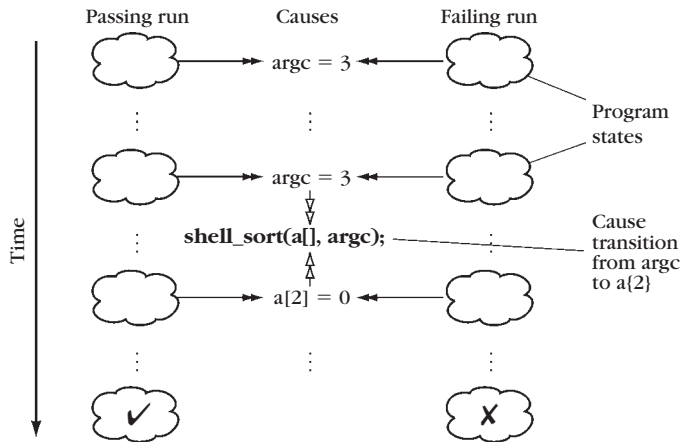 Passing run
Causes
Failing run
argc = 3
Program
states
argc = 3
shell_sort(a[], argc);
Cause
transition
from argc
to a{2}
a[2] = 0
Time